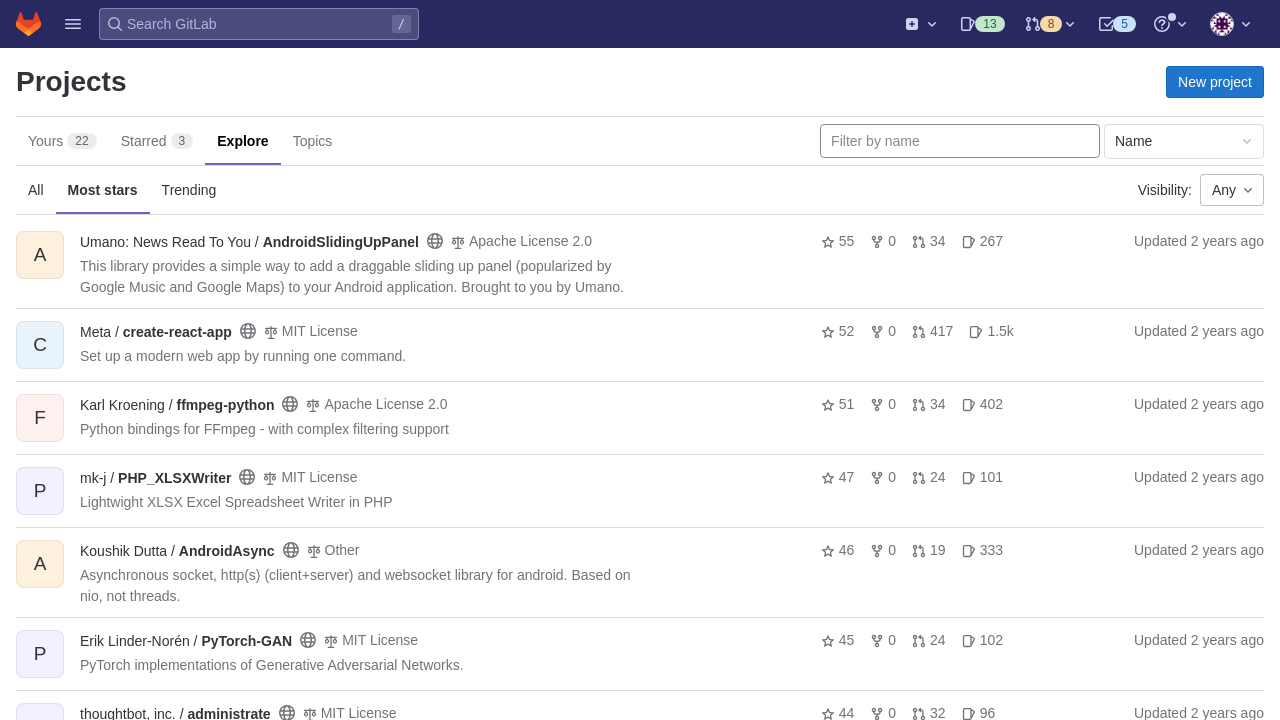 Search GitLab /
13 8 5
Projects
New project
Yours 22 Starred 3 Explore Topics
Filter by name Name
All Most stars Trending
Visibility: Any
A Umano: News Read To You / AndroidSlidingUpPanel Apache License 2.0 55 0 34 267 Updated 2 years ago
This library provides a simple way to add a draggable sliding up panel (popularized by
Google Music and Google Maps) to your Android application. Brought to you by Umano.
C Meta / create-react-app MIT License 52 0 417 1.5k Updated 2 years ago
Set up a modern web app by running one command.
F Karl Kroening / ffmpeg-python Apache License 2.0 51 0 34 402 Updated 2 years ago
Python bindings for FFmpeg - with complex filtering support
P mk-j / PHP_XLSXWriter MIT License 47 0 24 101 Updated 2 years ago
Lightwight XLSX Excel Spreadsheet Writer in PHP
A Koushik Dutta / AndroidAsync Other 46 0 19 333 Updated 2 years ago
Asynchronous socket, http(s) (client+server) and websocket library for android. Based on
nio, not threads.
P Erik Linder-Norén / PyTorch-GAN MIT License 45 0 24 102 Updated 2 years ago
PyTorch implementations of Generative Adversarial Networks.
thoughtbot, inc. / administrate MIT License 44 0 32 96 Updated 2 years ago